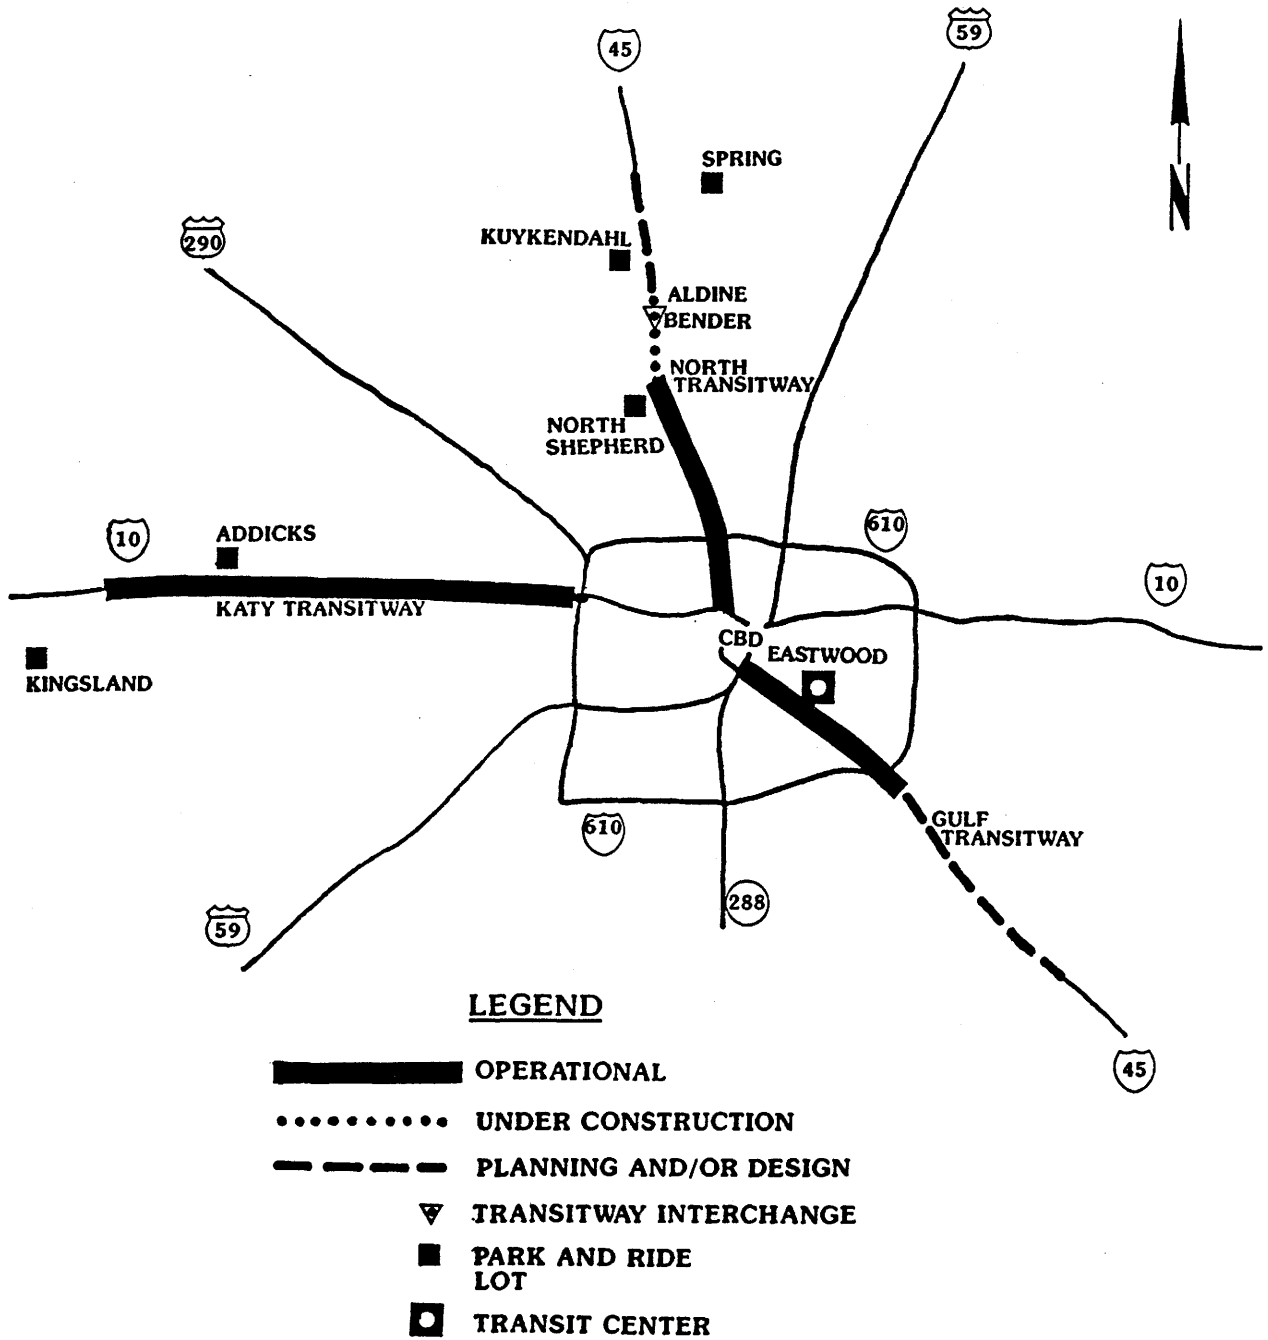 59
45
SPRING
290
KUYKENDAHL
ALDINE
BENDER
NORTH
TRANSITWAY
NORTH
SHEPHERD
610
10
ADDICKS
10
KATY TRANSITWAY
CBD
EASTWOOD
KINGSLAND
GULF
TRANSITWAY
610
288
59
45
N
LEGEND
OPERATIONAL
UNDER CONSTRUCTION
PLANNING AND/OR DESIGN
TRANSITWAY INTERCHANGE
PARK AND RIDE
LOT
TRANSIT CENTER